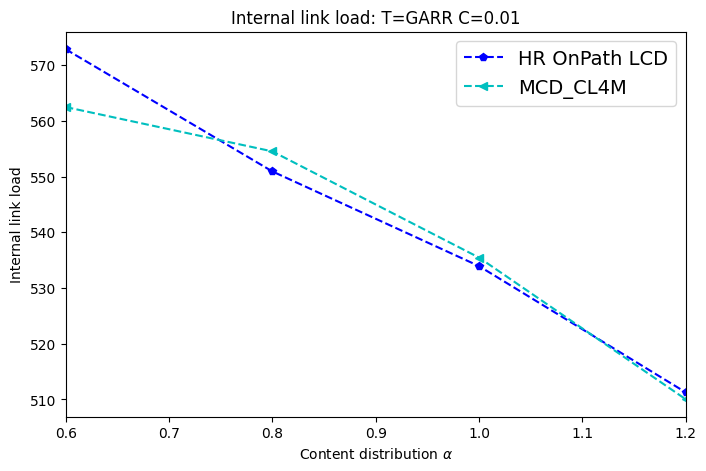 Internal link load: T=GARR C=0.01
HR OnPath LCD
MCD_CL4M
Internal link load
570
560
550
540
530
520
510
0.6 0.7 0.8 0.9 1.0 1.1 1.2
Content distribution α